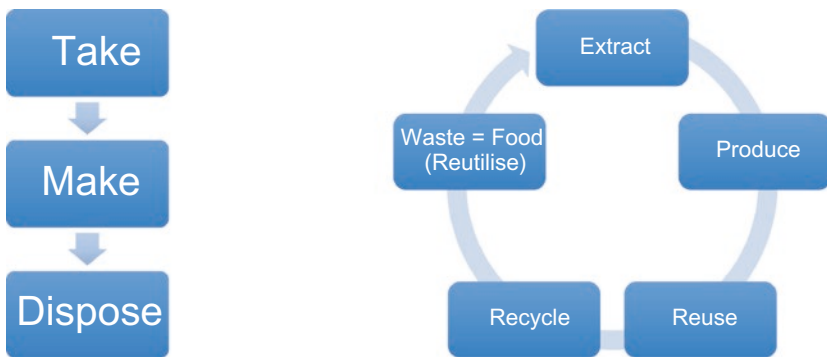 Take
Make
Dispose
Extract
Produce
Reuse
Recycle
Waste = Food
(Reutilise)